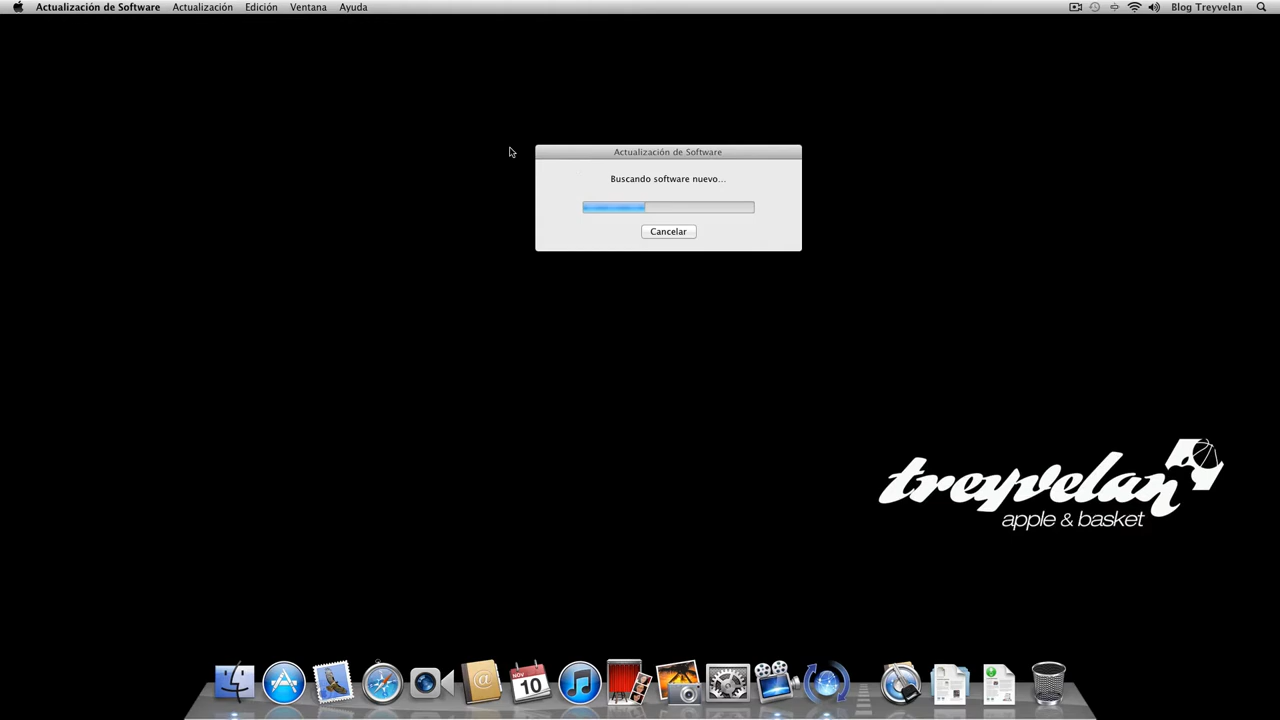 Actualización de Software Actualización Edición Ventana Ayuda Blog Treyvelan
Actualización de Software
Buscando software nuevo...
Cancelar
treyvelan
apple & basket
NOV
10